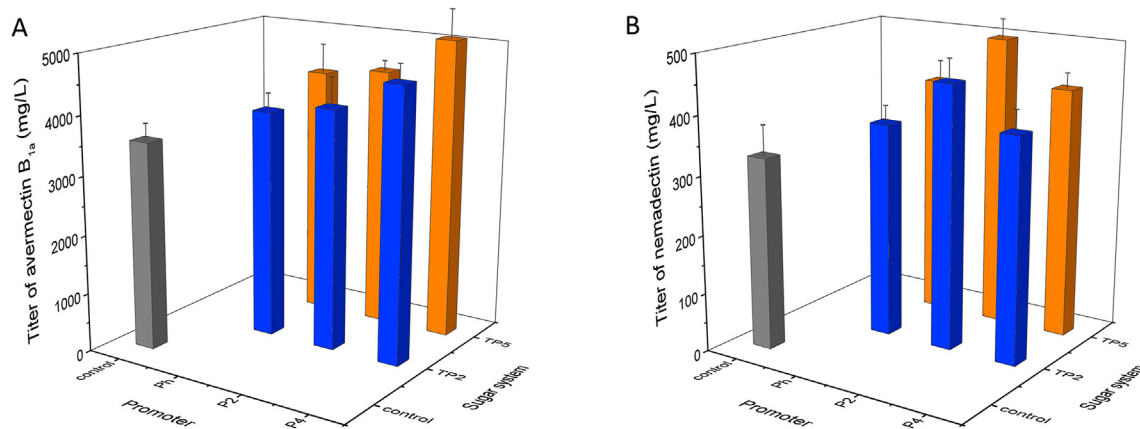 A
Titer of avermectin B1a (mg/L)
5000
4000
3000
2000
1000
0
control
Ph
P2
P4
Promoter
control
TP2
TP5
Sugar system
B
Titer of nemadectin (mg/L)
500
400
300
200
100
0
control
Ph
P2
P4
Promoter
control
TP2
TP5
Sugar system